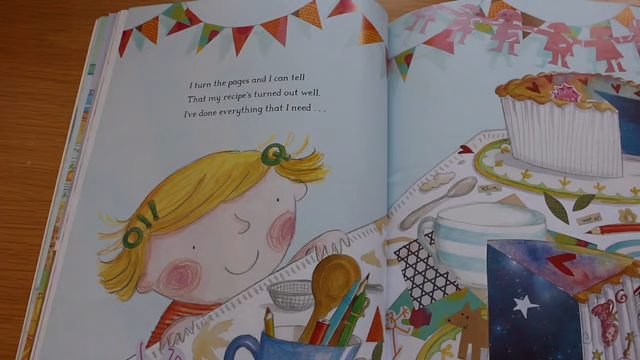 I turn the pages and I can tell
That my recipe's turned out well.
I've done everything that I need . . .